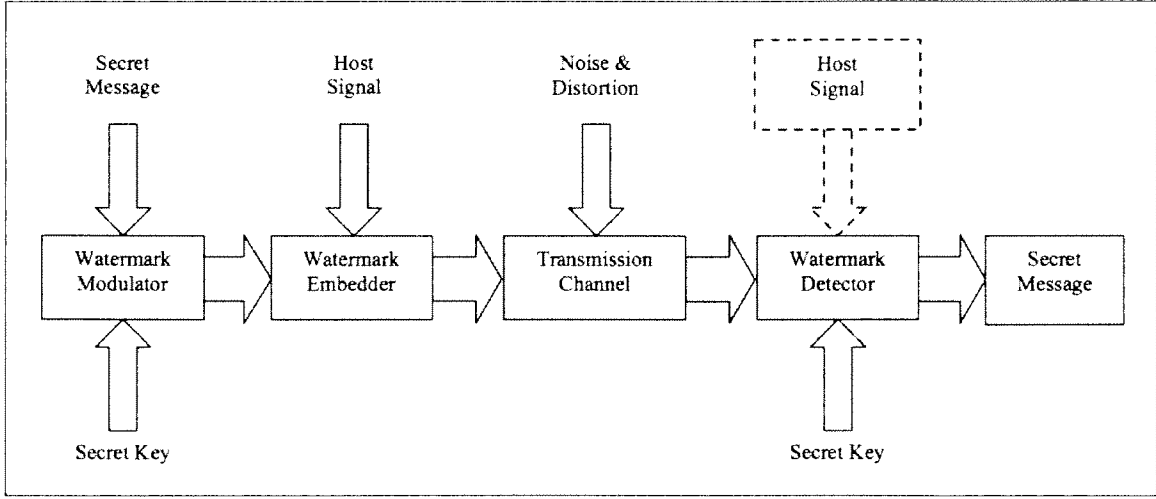 Secret
Message
Host
Signal
Noise &
Distortion
Host
Signal
Watermark
Modulator
Watermark
Embedder
Transmission
Channel
Watermark
Detector
Secret
Message
Secret Key
Secret Key